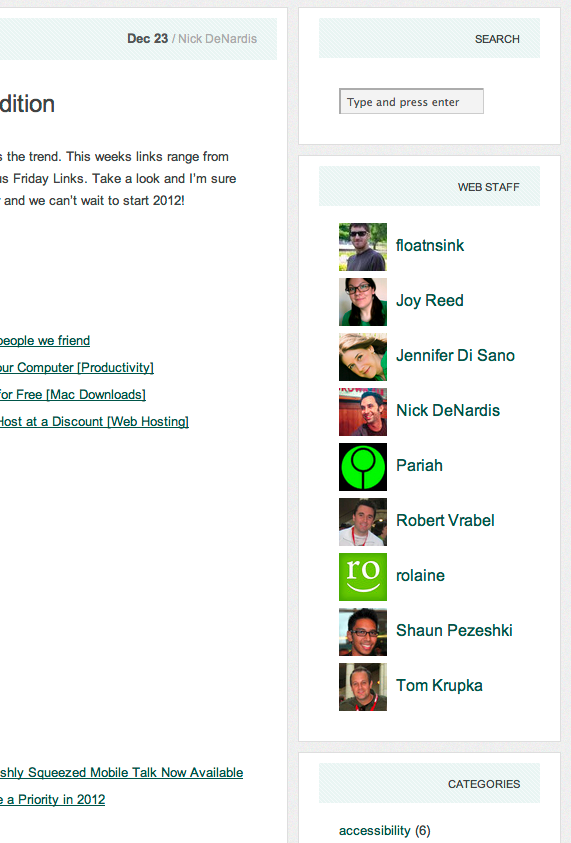 Dec 23 / Nick DeNardis
dition
s the trend. This weeks links range from
us Friday Links. Take a look and I'm sure
and we can't wait to start 2012!
people we friend
our Computer [Productivity]
for Free [Mac Downloads]
Host at a Discount [Web Hosting]
shly Squeezed Mobile Talk Now Available
e a Priority in 2012
SEARCH
Type and press enter
WEB STAFF
floatnsink
Joy Reed
Jennifer Di Sano
Nick DeNardis
Pariah
Robert Vrabel
ro
rolaine
Shaun Pezeshki
Tom Krupka
CATEGORIES
accessibility (6)